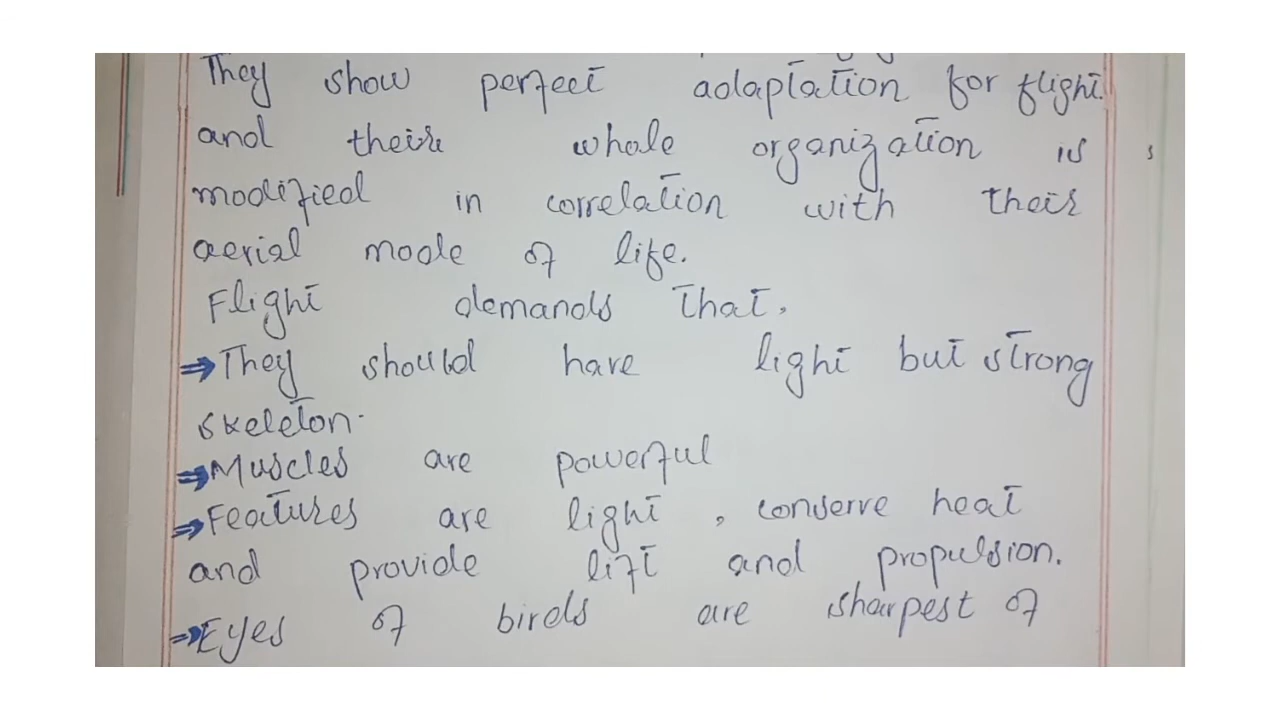 They show perfect adaptation for flight.
and their whole organization is
modified in correlation with their
aerial mode of life.
Flight demands that,
⇒ They should have light but strong
skeleton.
⇒ Muscles are powerful
⇒ Features are light, conserve heat
and provide lift and propulsion.
⇒ Eyes of birds are sharpest of